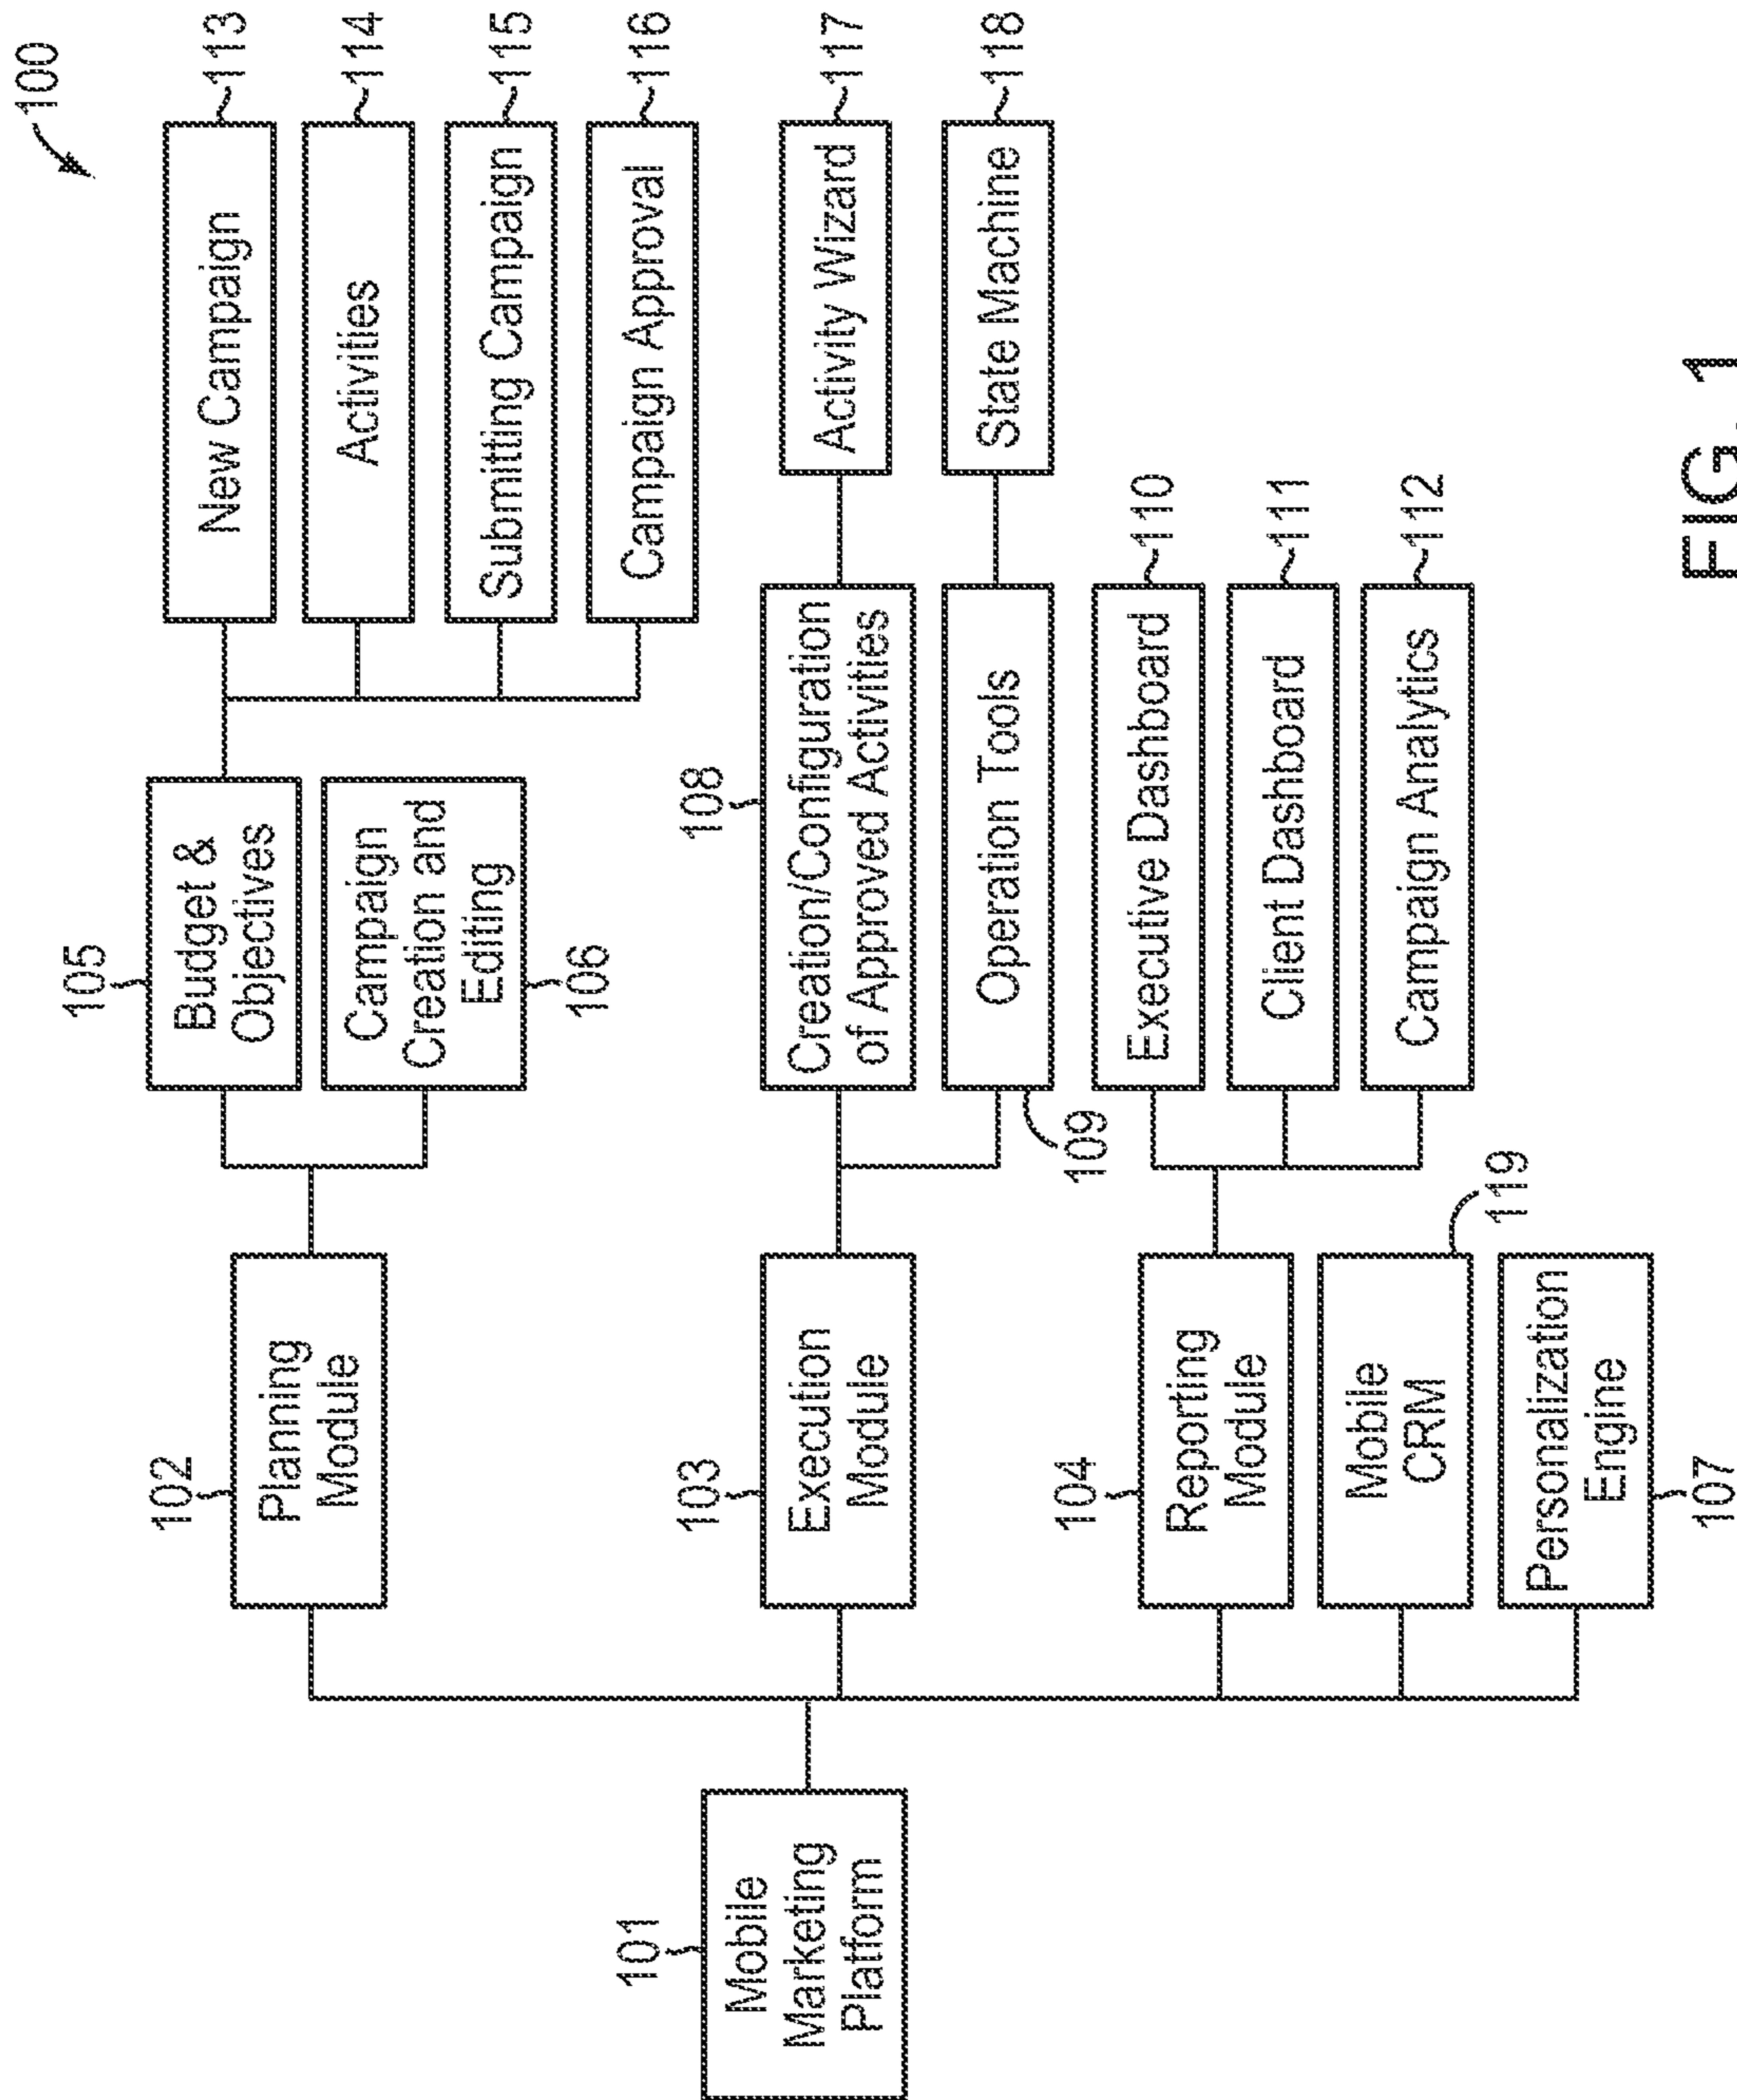 100
101
Mobile
Marketing
Platform
102
Planning
Module
103
Execution
Module
104
Reporting
Module
Mobile
CRM
119
Personalization
Engine
107
105
Budget &
Objectives
Campaign
Creation and
Editing
106
108
Creation/Configuration
of Approved Activities
Operation Tools
109
Executive Dashboard
110
Client Dashboard
111
Campaign Analytics
112
New Campaign
113
Activities
114
Submitting Campaign
115
Campaign Approval
116
Activity Wizard
117
State Machine
118
FIG. 1